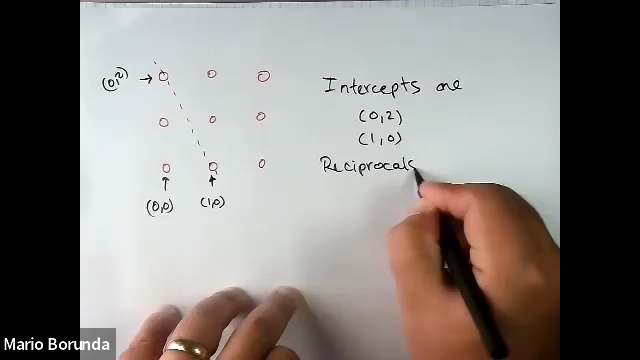 (0,2)
Intercepts are
(0,2)
(1,0)
Reciprocals
(0,0)
(1,0)
Mario Borunda